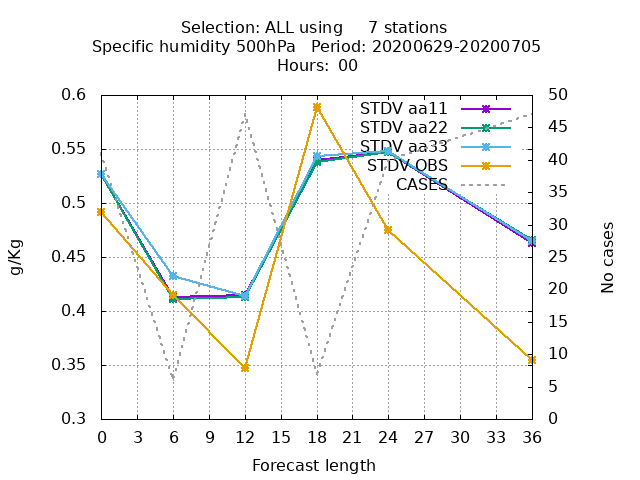 Selection: ALL using 7 stations
Specific humidity 500hPa Period: 20200629-20200705
Hours: 00
STDV aa11
STDV aa22
STDV aa33
STDV OBS
CASES
g/Kg
0.6
0.55
0.5
0.45
0.4
0.35
0.3
50
45
40
35
30
25
20
15
10
5
0
No cases
0 3 6 9 12 15 18 21 24 27 30 33 36
Forecast length